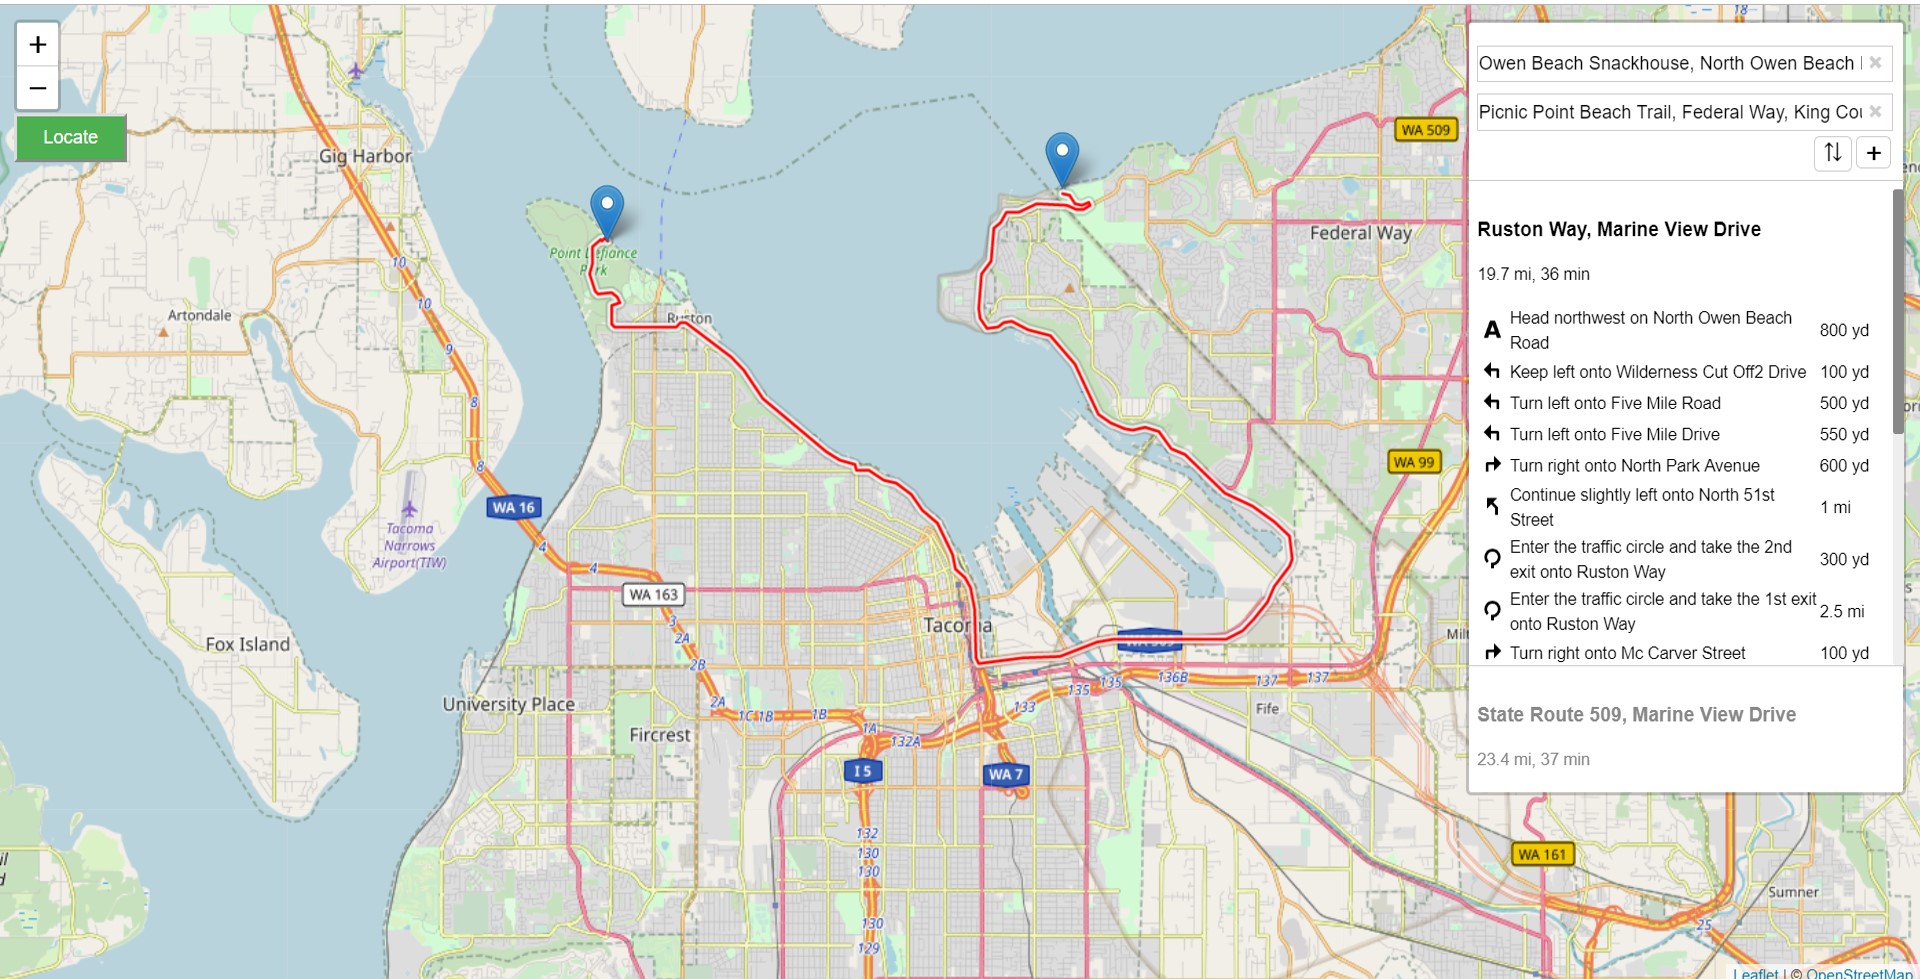 +
−
Locate
Owen Beach Snackhouse, North Owen Beach
Picnic Point Beach Trail, Federal Way, King Cou
+
Ruston Way, Marine View Drive
19.7 mi, 36 min
A Head northwest on North Owen Beach
Road
800 yd
Keep left onto Wilderness Cut Off2 Drive 100 yd
Turn left onto Five Mile Road 500 yd
Turn left onto Five Mile Drive 550 yd
Turn right onto North Park Avenue 600 yd
Continue slightly left onto North 51st
Street
1 mi
Enter the traffic circle and take the 2nd
exit onto Ruston Way
300 yd
Enter the traffic circle and take the 1st exit
onto Ruston Way
2.5 mi
Turn right onto Mc Carver Street 100 yd
State Route 509, Marine View Drive
23.4 mi, 37 min
18
WA 509
Gig Harbor
Point Defiance
Park
Federal Way
10
10
Artondale
Ruston
9
8
8
WA 99
WA 16
Tacoma
Narrows
Airport(TIW)
4
4
WA 163
3
2A
2B
Tacoma
Fox Island
Milt
University Place
2A
1C
1B
1B
1A
132A
133
135
135
136B
137
137
Fife
Fircrest
I 5
WA 7
132
130
130
130
129
WA 161
Sumner
25
Leaflet | © OpenStreetMap